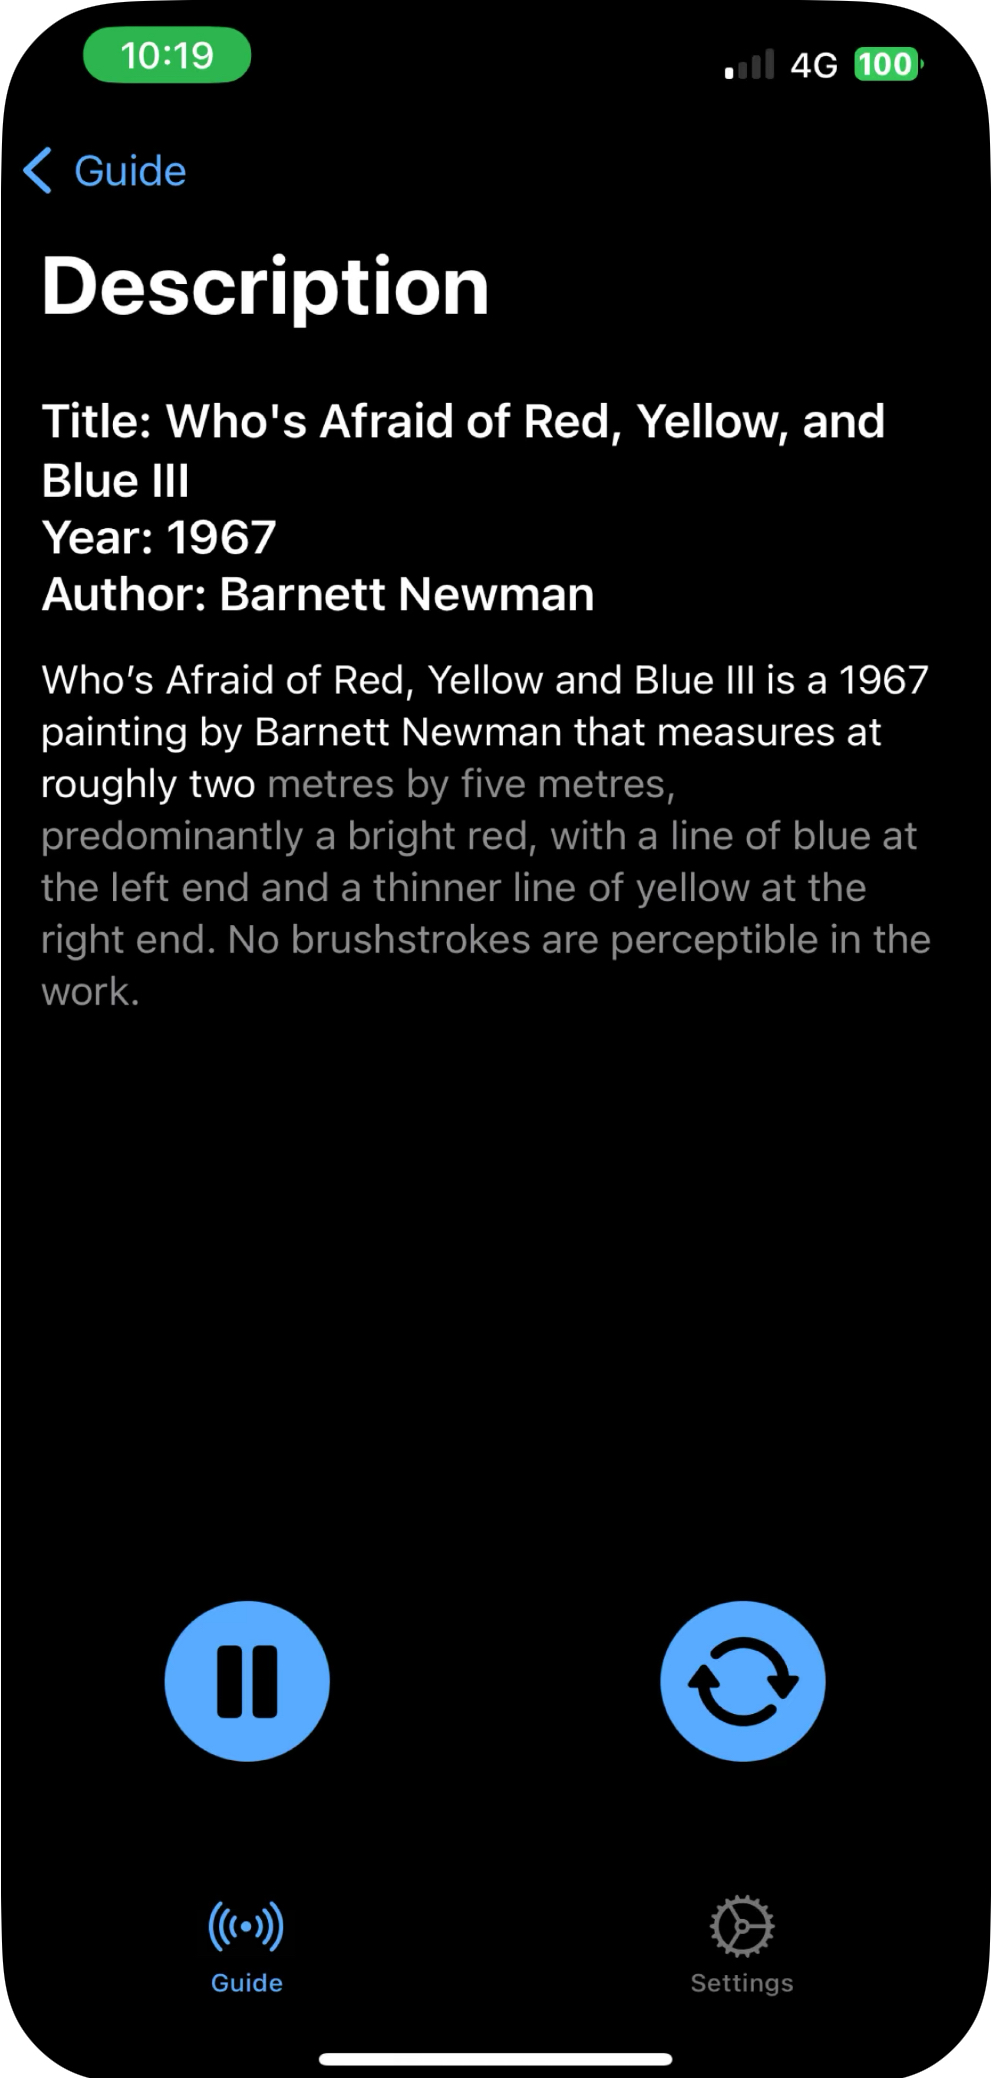 10:19
4G 100
Guide
Description
Title: Who's Afraid of Red, Yellow, and
Blue III
Year: 1967
Author: Barnett Newman
Who’s Afraid of Red, Yellow and Blue III is a 1967
painting by Barnett Newman that measures at
roughly two metres by five metres,
predominantly a bright red, with a line of blue at
the left end and a thinner line of yellow at the
right end. No brushstrokes are perceptible in the
work.
Guide
Settings